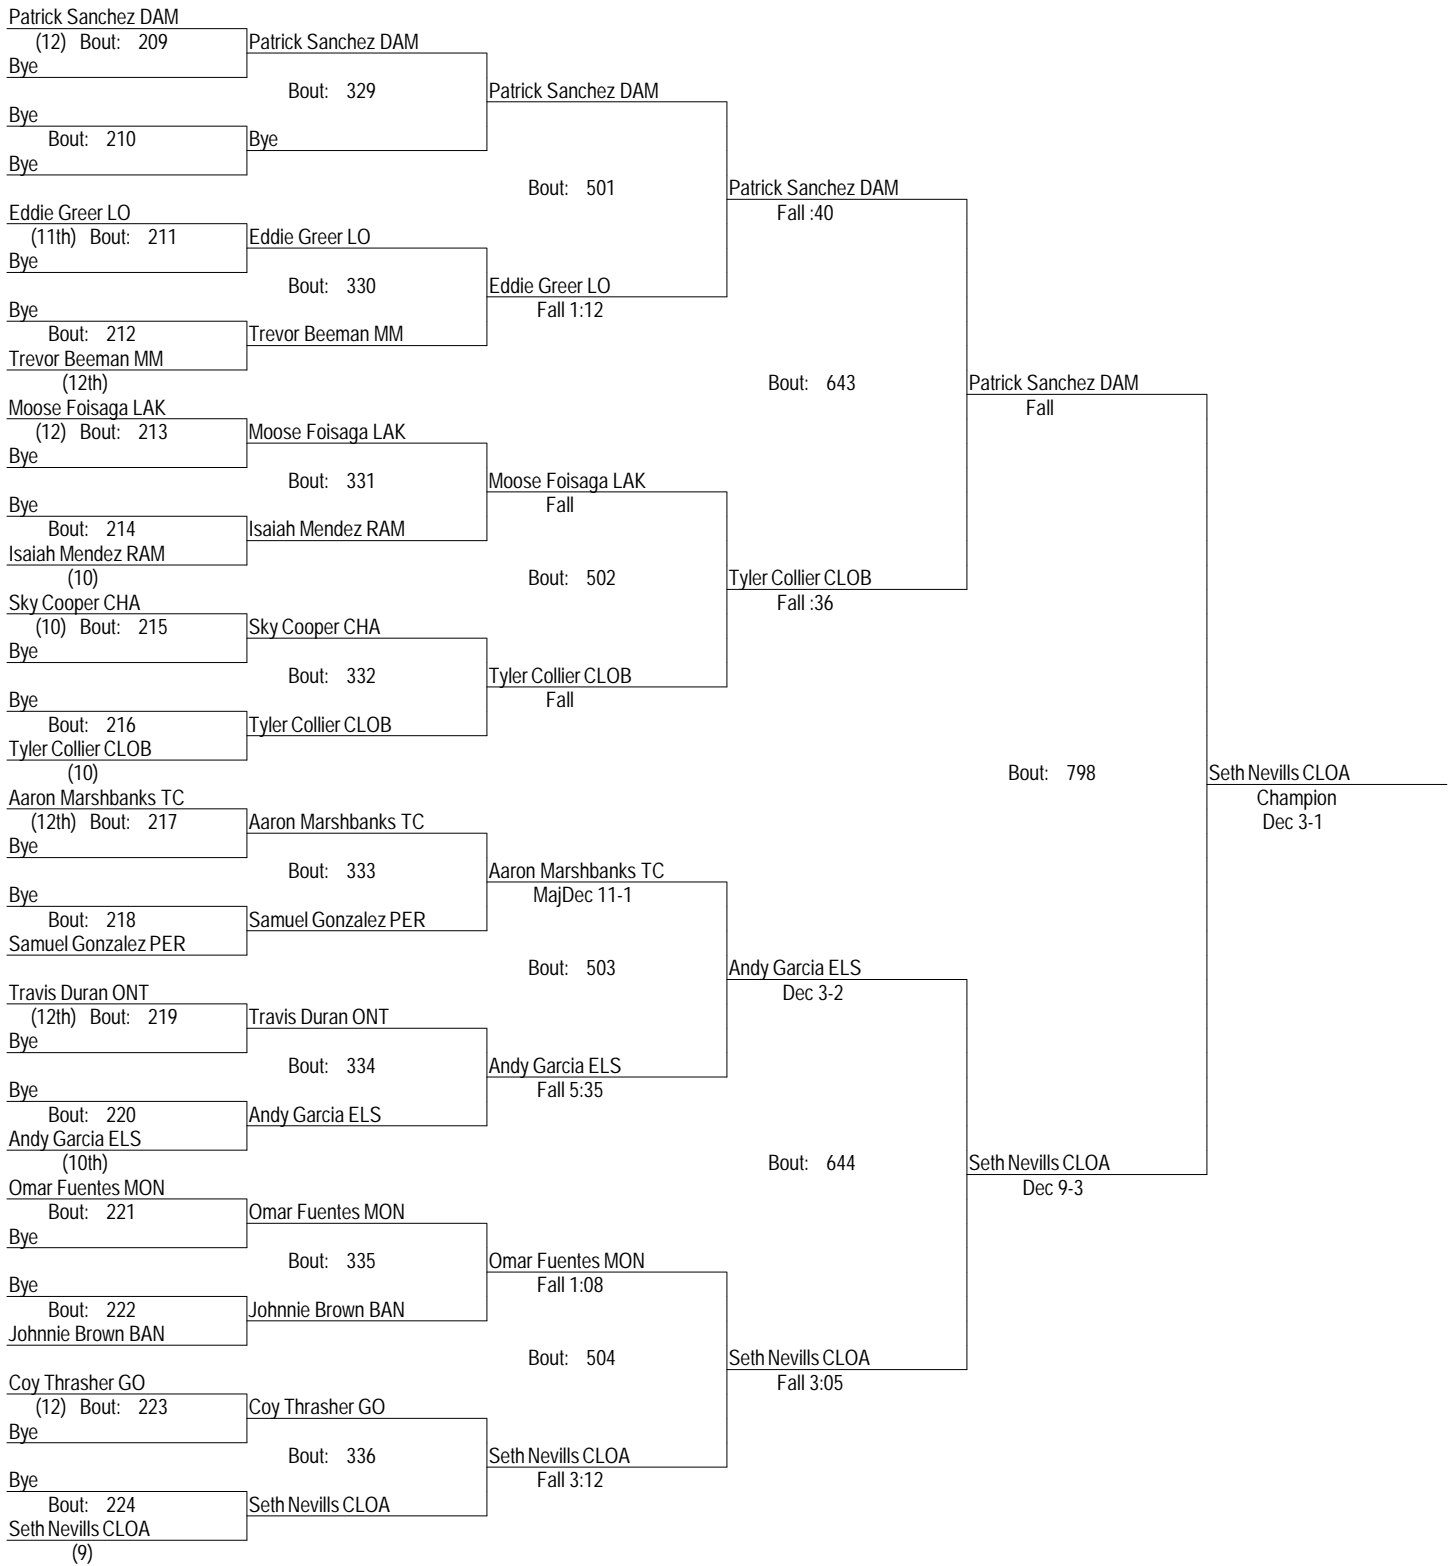 Patrick Sanchez DAM
(12) Bout: 209
Bye
Bye
Bout: 210
Bye
Eddie Greer LO
(11th) Bout: 211
Bye
Bye
Bout: 212
Trevor Beeman MM
(12th)
Moose Foisaga LAK
(12) Bout: 213
Bye
Bye
Bout: 214
Isaiah Mendez RAM
(10)
Sky Cooper CHA
(10) Bout: 215
Bye
Bye
Bout: 216
Tyler Collier CLOB
(10)
Aaron Marshbanks TC
(12th) Bout: 217
Bye
Bye
Bout: 218
Samuel Gonzalez PER
Travis Duran ONT
(12th) Bout: 219
Bye
Bye
Bout: 220
Andy Garcia ELS
(10th)
Omar Fuentes MON
Bout: 221
Bye
Bye
Bout: 222
Johnnie Brown BAN
Coy Thrasher GO
(12) Bout: 223
Bye
Bye
Bout: 224
Seth Nevills CLOA
(9)
Patrick Sanchez DAM
Bout: 329
Bye
Eddie Greer LO
Bout: 330
Trevor Beeman MM
Moose Foisaga LAK
Bout: 331
Isaiah Mendez RAM
Sky Cooper CHA
Bout: 332
Tyler Collier CLOB
Aaron Marshbanks TC
Bout: 333
Samuel Gonzalez PER
Travis Duran ONT
Bout: 334
Andy Garcia ELS
Omar Fuentes MON
Bout: 335
Johnnie Brown BAN
Coy Thrasher GO
Bout: 336
Seth Nevills CLOA
Patrick Sanchez DAM
Bout: 501
Eddie Greer LO
Fall 1:12
Moose Foisaga LAK
Fall
Bout: 502
Tyler Collier CLOB
Fall
Aaron Marshbanks TC
MajDec 11-1
Bout: 503
Andy Garcia ELS
Fall 5:35
Omar Fuentes MON
Fall 1:08
Bout: 504
Seth Nevills CLOA
Fall 3:12
Patrick Sanchez DAM
Fall :40
Bout: 643
Tyler Collier CLOB
Fall :36
Andy Garcia ELS
Dec 3-2
Bout: 644
Seth Nevills CLOA
Fall 3:05
Patrick Sanchez DAM
Fall
Bout: 798
Seth Nevills CLOA
Dec 9-3
Seth Nevills CLOA
Champion
Dec 3-1